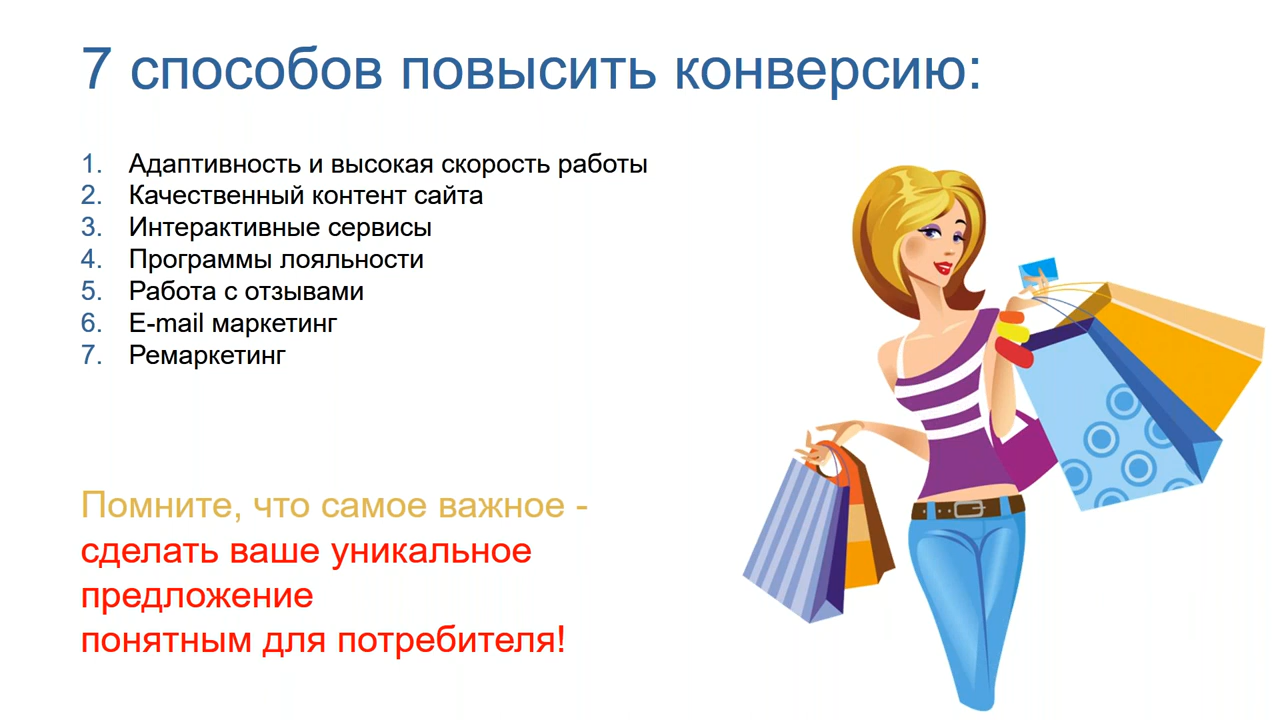 7 способов повысить конверсию:
1. Адаптивность и высокая скорость работы
2. Качественный контент сайта
3. Интерактивные сервисы
4. Программы лояльности
5. Работа с отзывами
6. E-mail маркетинг
7. Ремаркетинг
Помните, что самое важное -
сделать ваше уникальное
предложение
понятным для потребителя!